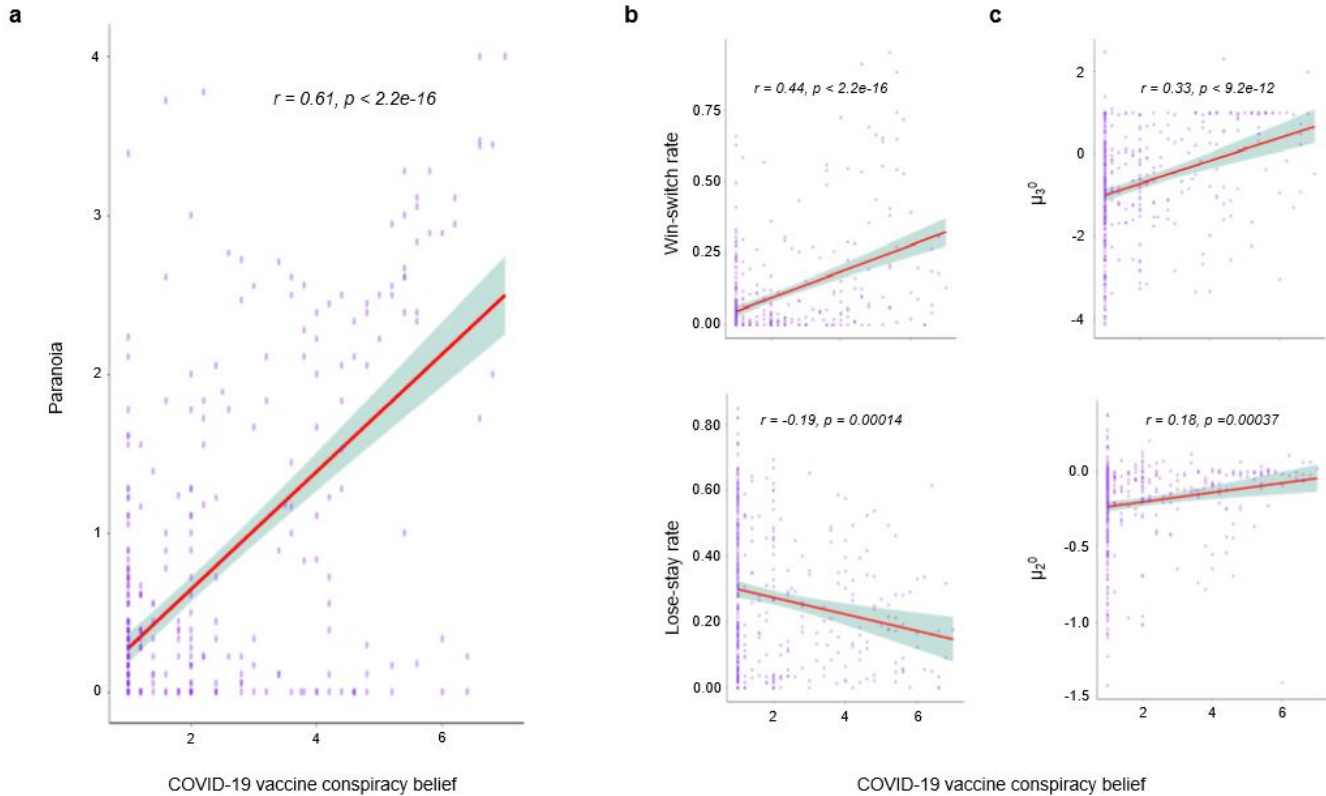 a
4
3
2
1
0
Paranoia
r = 0.61, p < 2.2e-16
2
4
6
COVID-19 vaccine conspiracy belief
b
0.75
0.50
0.25
0.00
Win-switch rate
r = 0.44, p < 2.2e-16
c
2
0
-2
-4
μ₃⁰
r = 0.33, p < 9.2e-12
0.80
0.60
0.40
0.20
0.00
Lose-stay rate
r = -0.19, p = 0.00014
2
4
6
0.0
-0.5
-1.0
-1.5
μ₂⁰
r = 0.18, p =0.00037
2
4
6
COVID-19 vaccine conspiracy belief